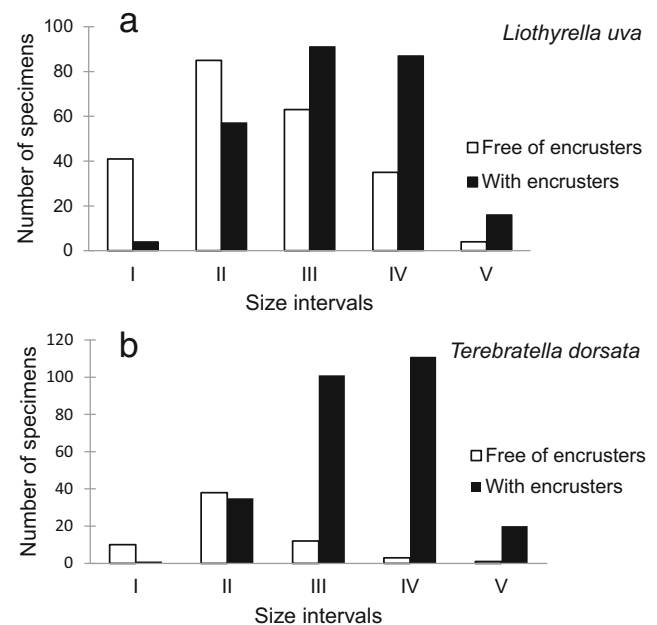 a
Liothyrella uva
Number of specimens
100
80
60
40
20
0
Free of encrusters
With encrusters
I II III IV V
Size intervals
b
Terebratella dorsata
Number of specimens
120
100
80
60
40
20
0
Free of encrusters
With encrusters
I II III IV V
Size intervals